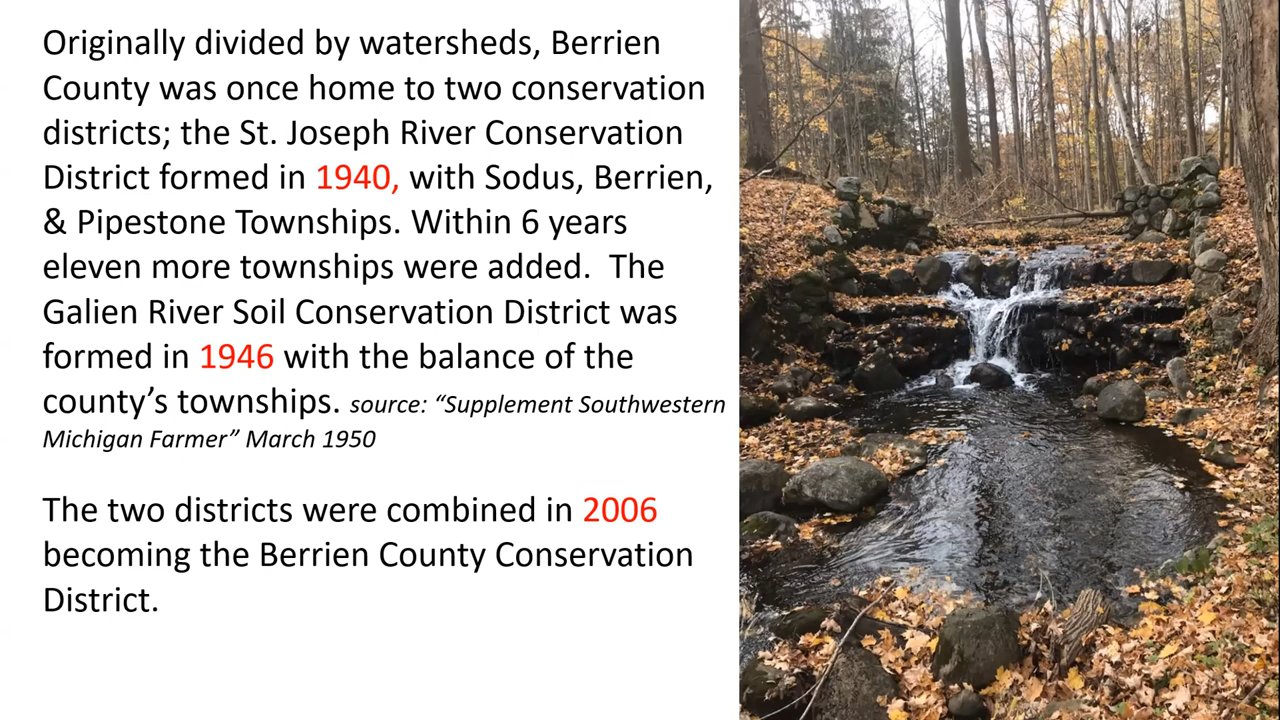 Originally divided by watersheds, Berrien
County was once home to two conservation
districts; the St. Joseph River Conservation
District formed in 1940, with Sodus, Berrien,
& Pipestone Townships. Within 6 years
eleven more townships were added.  The
Galien River Soil Conservation District was
formed in 1946 with the balance of the
county’s townships. source: “Supplement Southwestern
Michigan Farmer” March 1950
The two districts were combined in 2006
becoming the Berrien County Conservation
District.